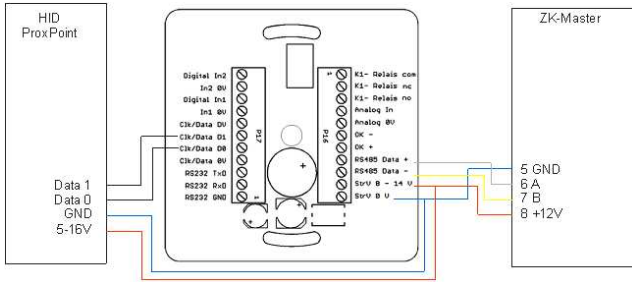 HID
ProxPoint
Data 1
Data 0
GND
5-16V
Digital In2
In2 0V
Digital In1
In1 0V
Clk/Data 0V
Clk/Data D1
Clk/Data D0
Clk/Data 0V
RS232 TxD
RS232 RxD
RS232 GND
P17
1
+
+
1
P16
K1- Relais com
K1- Relais nc
K1- Relais no
Analog In
Analog 0V
OK -
OK +
RS485 Data +
RS485 Data -
StrV 8 - 14 V
StrV 0 V
ZK-Master
5 GND
6 A
7 B
8 +12V